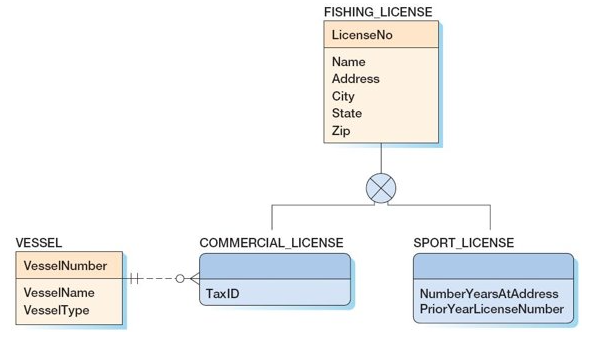 FISHING_LICENSE
LicenseNo
Name
Address
City
State
Zip
VESSEL
VesselNumber
VesselName
VesselType
COMMERCIAL_LICENSE
TaxID
SPORT_LICENSE
NumberYearsAtAddress
PriorYearLicenseNumber